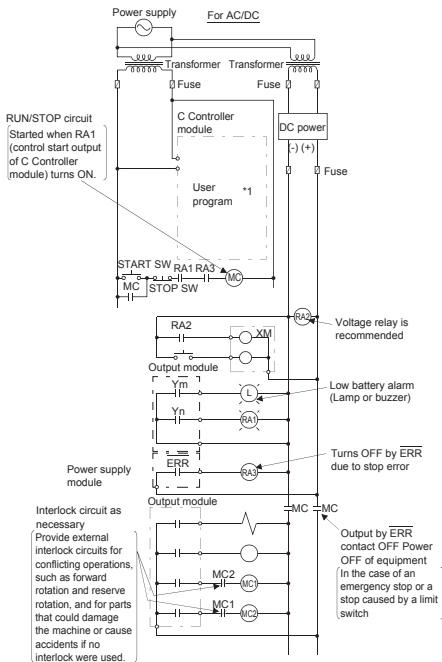 Power supply
For AC/DC
Transformer
Transformer
Fuse
Fuse
RUN/STOP circuit
Started when RA1
(control start output
of C Controller
module) turns ON.
C Controller
module
DC power
(-) (+)
Fuse
User
program
*1
START SW
RA1 RA3
MC
MC
STOP SW
RA2
RA2
XM
Voltage relay is
recommended
Output module
Ym
L
Low battery alarm
(Lamp or buzzer)
Yn
RA1
Power supply
module
ERR
RA3
Turns OFF by ERR
due to stop error
MC
MC
Output module
Interlock circuit as
necessary
Provide external
interlock circuits for
conflicting operations,
such as forward
rotation and reserve
rotation, and for parts
that could damage
the machine or cause
accidents if no
interlock were used.
MC2
MC1
MC1
MC2
Output by ERR
contact OFF Power
OFF of equipment
In the case of an
emergency stop or a
stop caused by a limit
switch